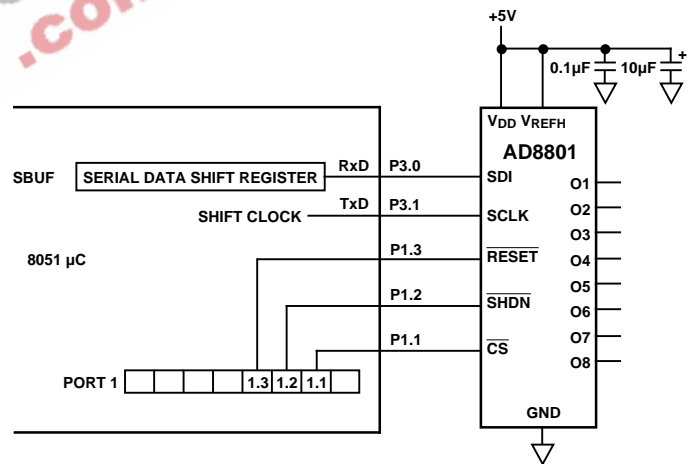 .com
+5V
0.1µF
10µF
+
VDD VREFH
AD8801
SBUF
SERIAL DATA SHIFT REGISTER
RxD
P3.0
SDI
O1
SHIFT CLOCK
TxD
P3.1
SCLK
O2
O3
8051 µC
P1.3
RESET
O4
O5
P1.2
SHDN
O6
P1.1
CS
O7
O8
PORT 1
1.3
1.2
1.1
GND